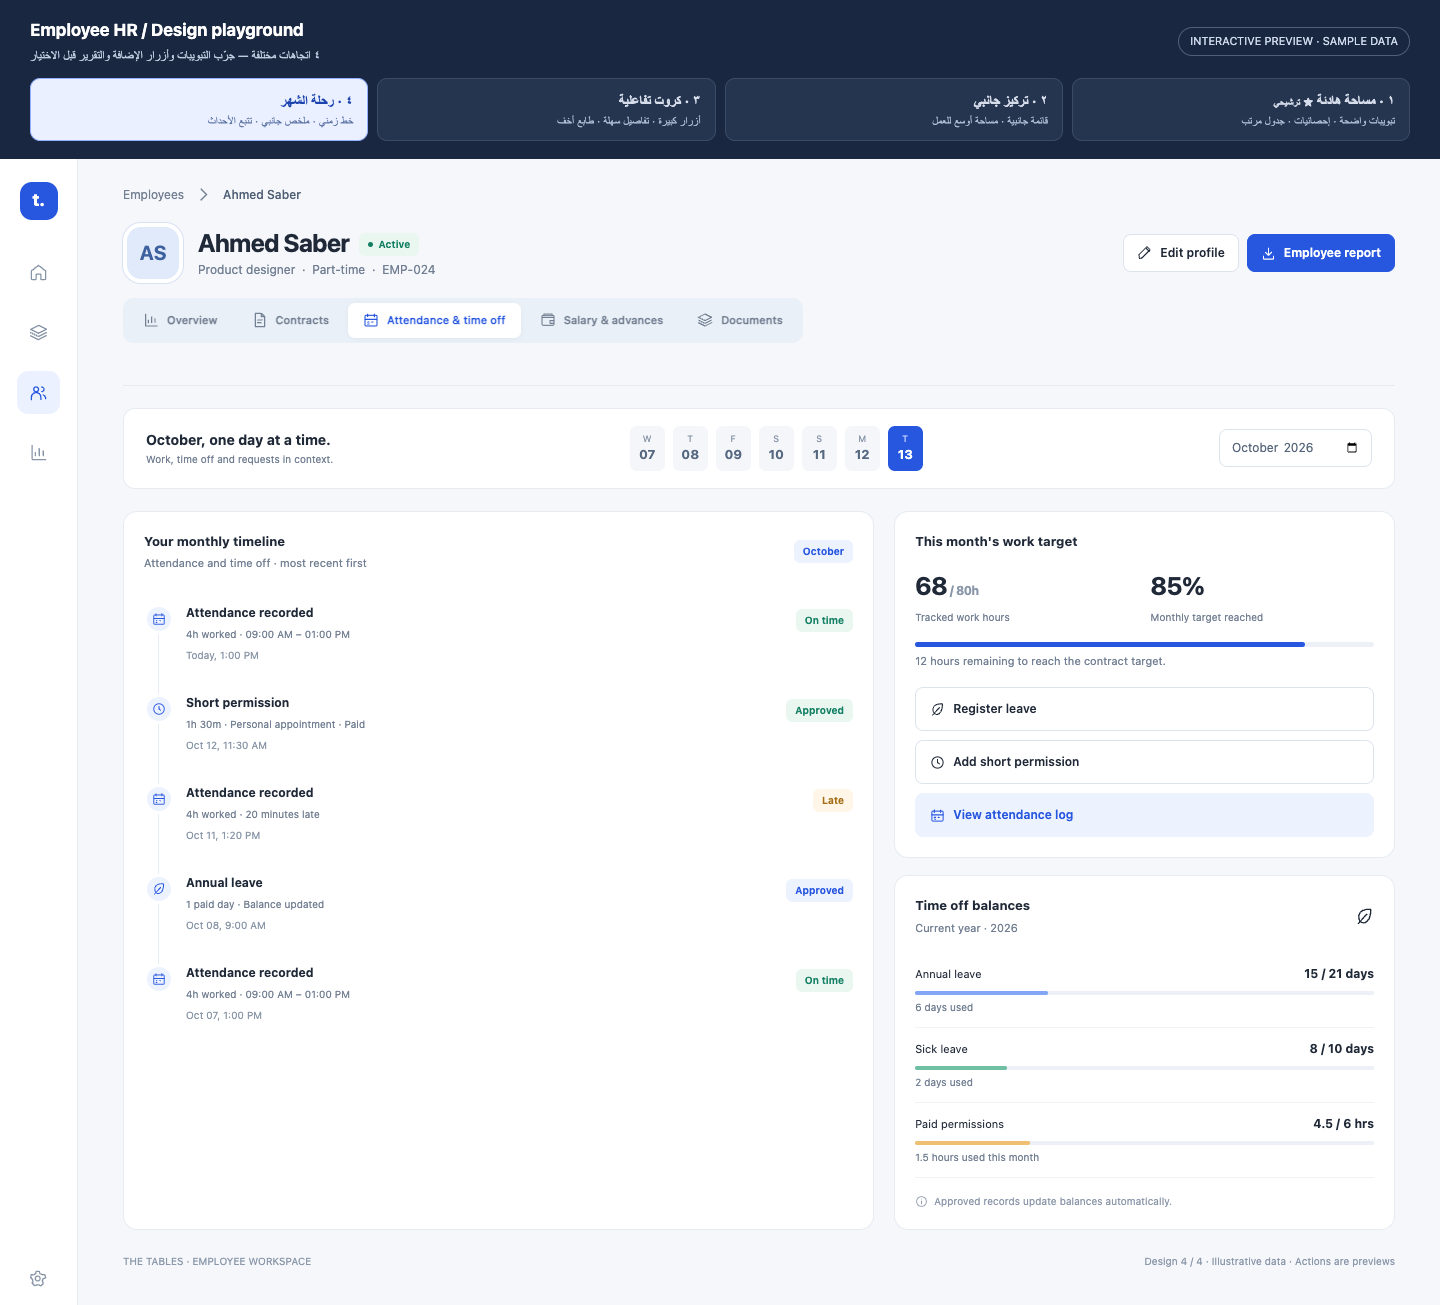 Employee HR / Design playground
٤ اتجاهات مختلفة — جرّب التبويبات وأزرار الإضافة والتقرير قبل الاختيار
INTERACTIVE PREVIEW · SAMPLE DATA
٠١ مساحة هادئة ★ ترشيحي
تبويبات واضحة · إحصائيات · جدول مرتب
٠٢ تركيز جانبي
قائمة جانبية · مساحة أوسع للعمل
٠٣ كروت تفاعلية
أزرار كبيرة · تفاصيل سهلة · طابع أخف
٠٤ رحلة الشهر
خط زمني · ملخص جانبي · تتبع الأحداث
t.
Employees
Ahmed Saber
AS
Ahmed Saber
Active
Product designer · Part-time · EMP-024
Edit profile
Employee report
Overview
Contracts
Attendance & time off
Salary & advances
Documents
October, one day at a time.
Work, time off and requests in context.
W T F S S M T
07 08 09 10 11 12 13
October 2026
Your monthly timeline
Attendance and time off · most recent first
October
Attendance recorded
4h worked · 09:00 AM – 01:00 PM
Today, 1:00 PM
On time
Short permission
1h 30m · Personal appointment · Paid
Oct 12, 11:30 AM
Approved
Attendance recorded
4h worked · 20 minutes late
Oct 11, 1:20 PM
Late
Annual leave
1 paid day · Balance updated
Oct 08, 9:00 AM
Approved
Attendance recorded
4h worked · 09:00 AM – 01:00 PM
Oct 07, 1:00 PM
On time
This month's work target
68 / 80h
Tracked work hours
85%
Monthly target reached
12 hours remaining to reach the contract target.
Register leave
Add short permission
View attendance log
Time off balances
Current year · 2026
Annual leave
15 / 21 days
6 days used
Sick leave
8 / 10 days
2 days used
Paid permissions
4.5 / 6 hrs
1.5 hours used this month
Approved records update balances automatically.
THE TABLES · EMPLOYEE WORKSPACE
Design 4 / 4 · Illustrative data · Actions are previews